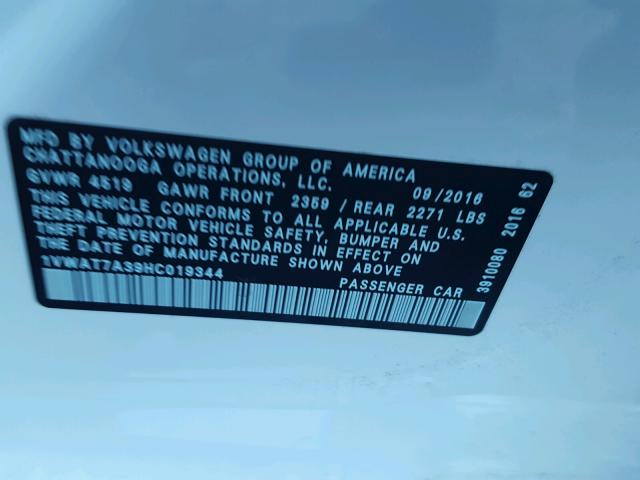 MFD BY VOLKSWAGEN GROUP OF AMERICA
CHATTANOOGA OPERATIONS, LLC. 09/2016
GVWR 4519 GAWR FRONT 2359 / REAR 2271 LBS
THIS VEHICLE CONFORMS TO ALL APPLICABLE U.S.
FEDERAL MOTOR VEHICLE SAFETY, BUMPER AND
THEFT PREVENTION STANDARDS IN EFFECT ON
THE DATE OF MANUFACTURE SHOWN ABOVE
1VWAT7A39HC019344 PASSENGER CAR
3910080 2016 62